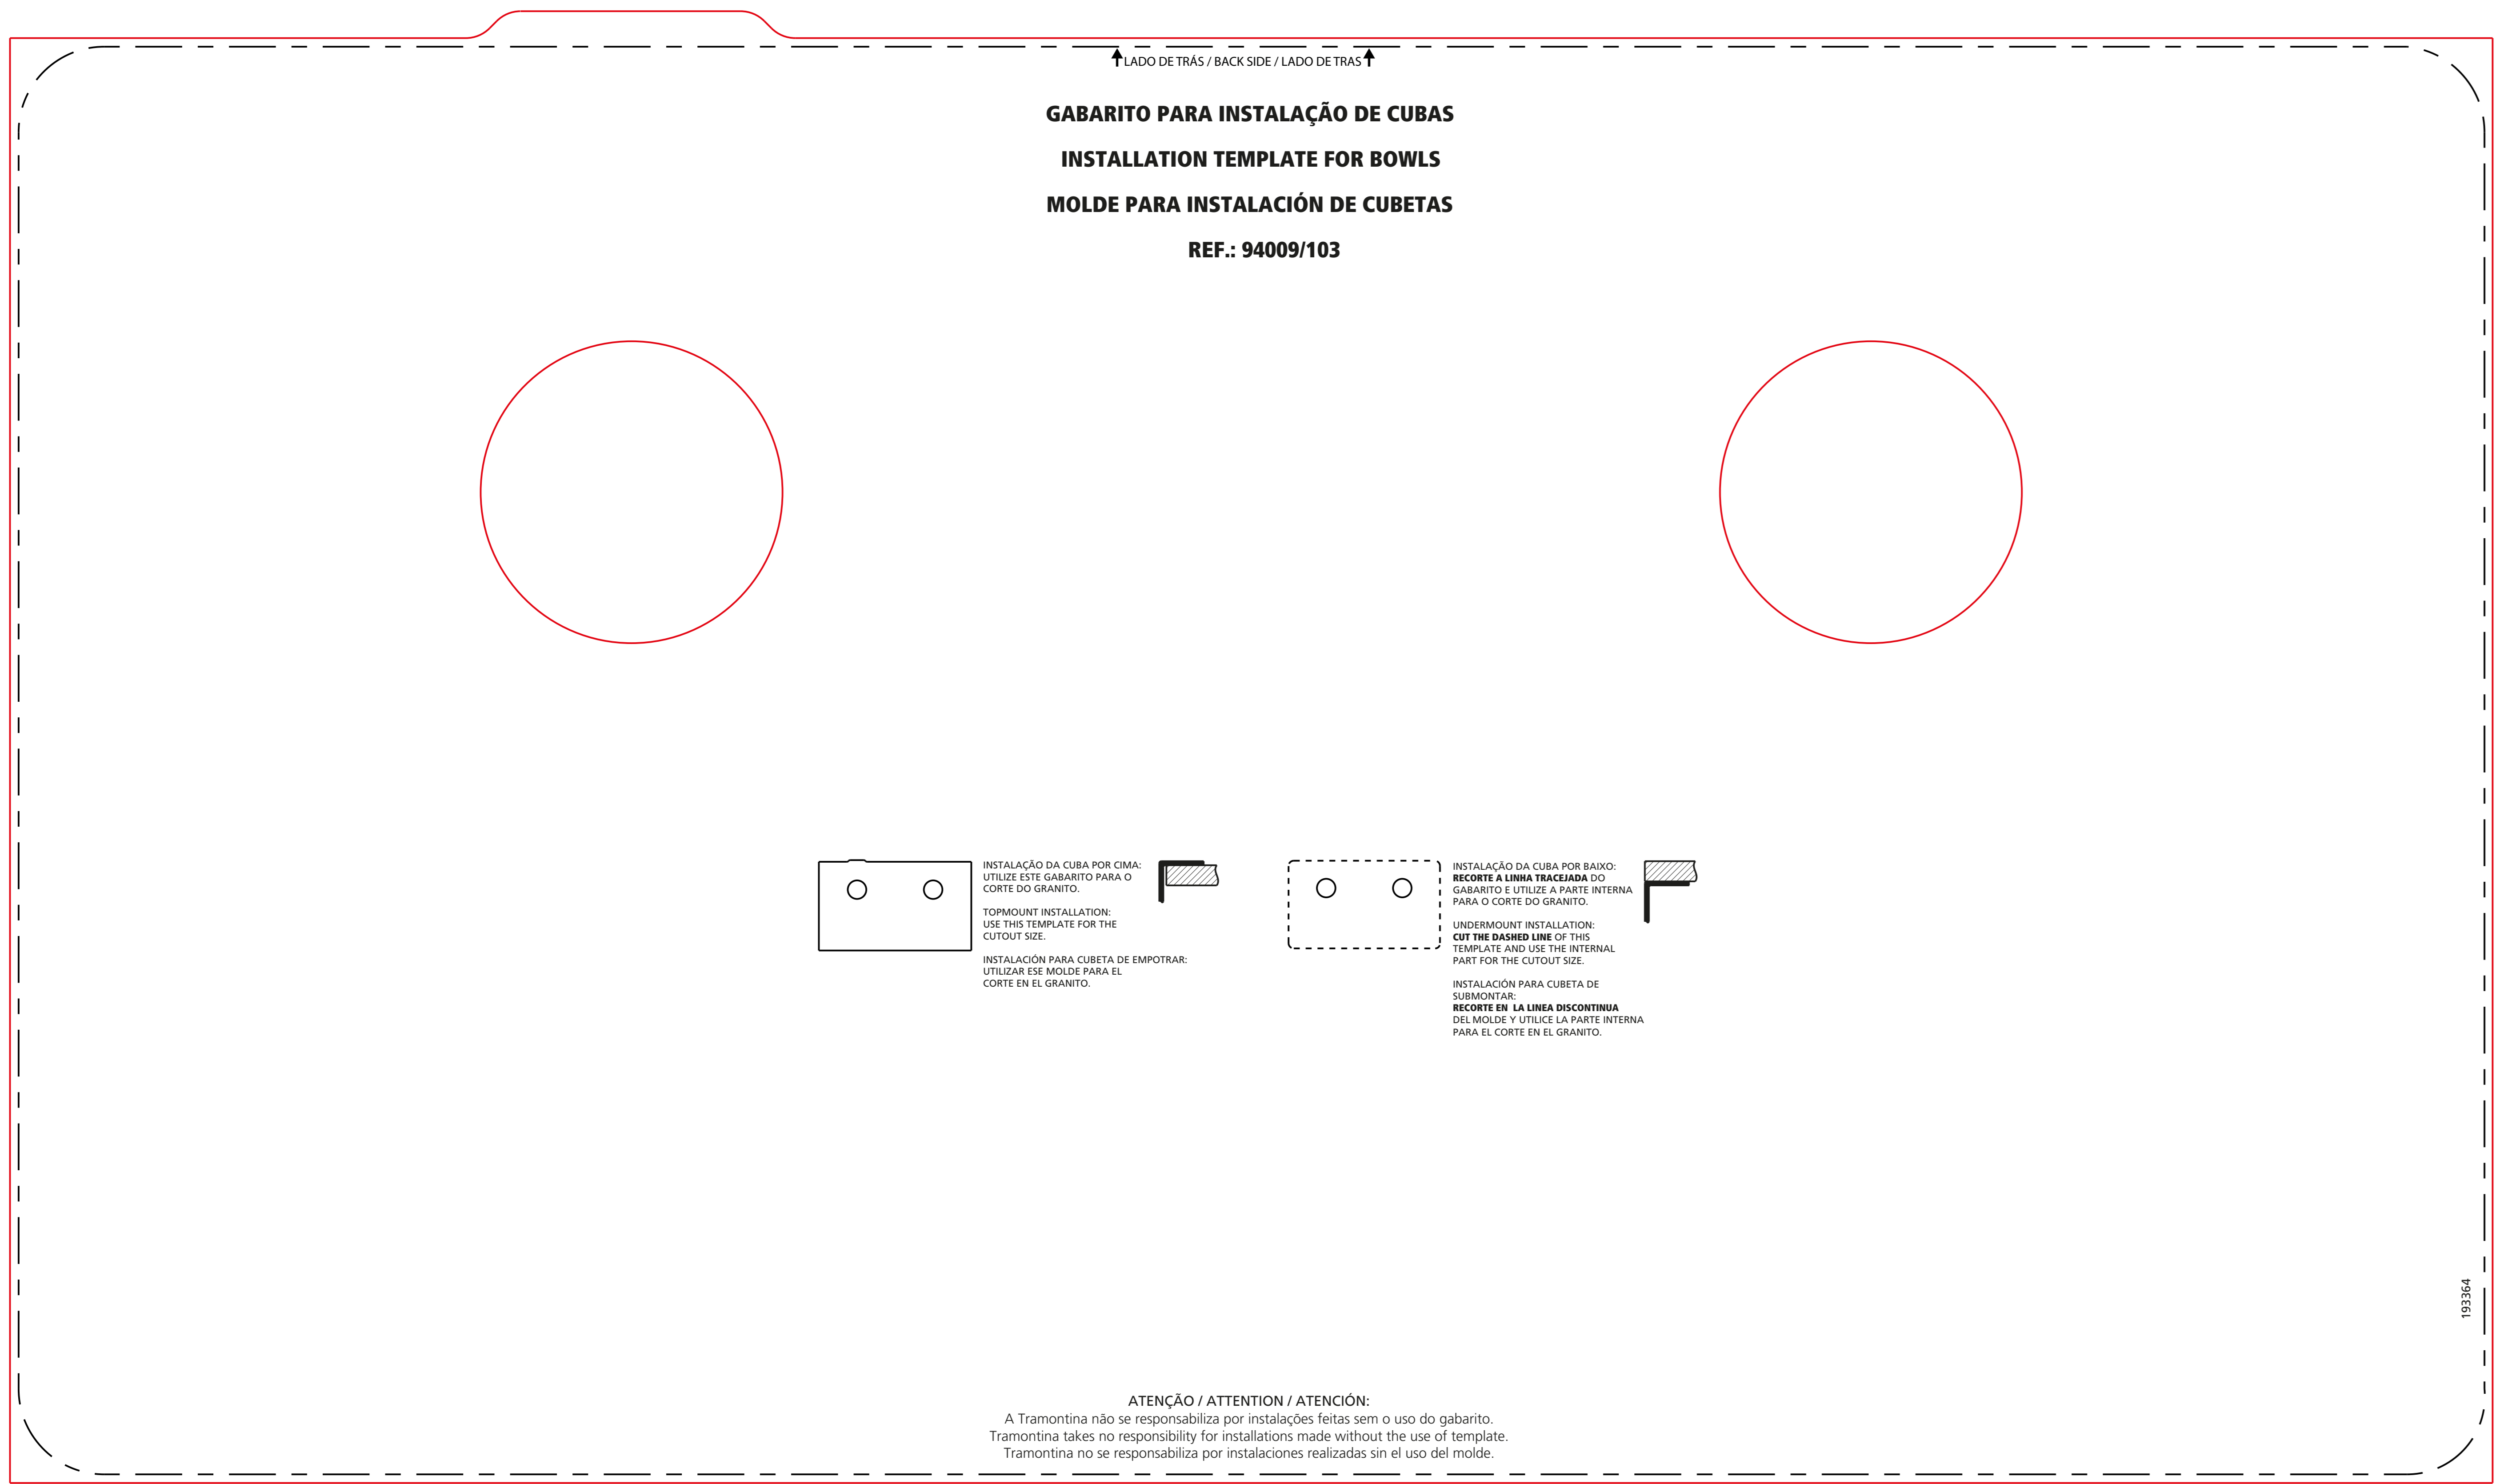 LADO DE TRÁS / BACK SIDE / LADO DE TRAS
GABARITO PARA INSTALAÇÃO DE CUBAS
INSTALLATION TEMPLATE FOR BOWLS
MOLDE PARA INSTALACIÓN DE CUBETAS
REF.: 94009/103
INSTALAÇÃO DA CUBA POR CIMA:
UTILIZE ESTE GABARITO PARA O
CORTE DO GRANITO.
TOPMOUNT INSTALLATION:
USE THIS TEMPLATE FOR THE
CUTOUT SIZE.
INSTALACIÓN PARA CUBETA DE EMPOTRAR:
UTILIZAR ESE MOLDE PARA EL
CORTE EN EL GRANITO.
INSTALAÇÃO DA CUBA POR BAIXO:
RECORTE A LINHA TRACEJADA DO
GABARITO E UTILIZE A PARTE INTERNA
PARA O CORTE DO GRANITO.
UNDERMOUNT INSTALLATION:
CUT THE DASHED LINE OF THIS
TEMPLATE AND USE THE INTERNAL
PART FOR THE CUTOUT SIZE.
INSTALACIÓN PARA CUBETA DE
SUBMONTAR:
RECORTE EN LA LINEA DISCONTINUA
DEL MOLDE Y UTILICE LA PARTE INTERNA
PARA EL CORTE EN EL GRANITO.
193364
ATENÇÃO / ATTENTION / ATENCIÓN:
A Tramontina não se responsabiliza por instalações feitas sem o uso do gabarito.
Tramontina takes no responsibility for installations made without the use of template.
Tramontina no se responsabiliza por instalaciones realizadas sin el uso del molde.